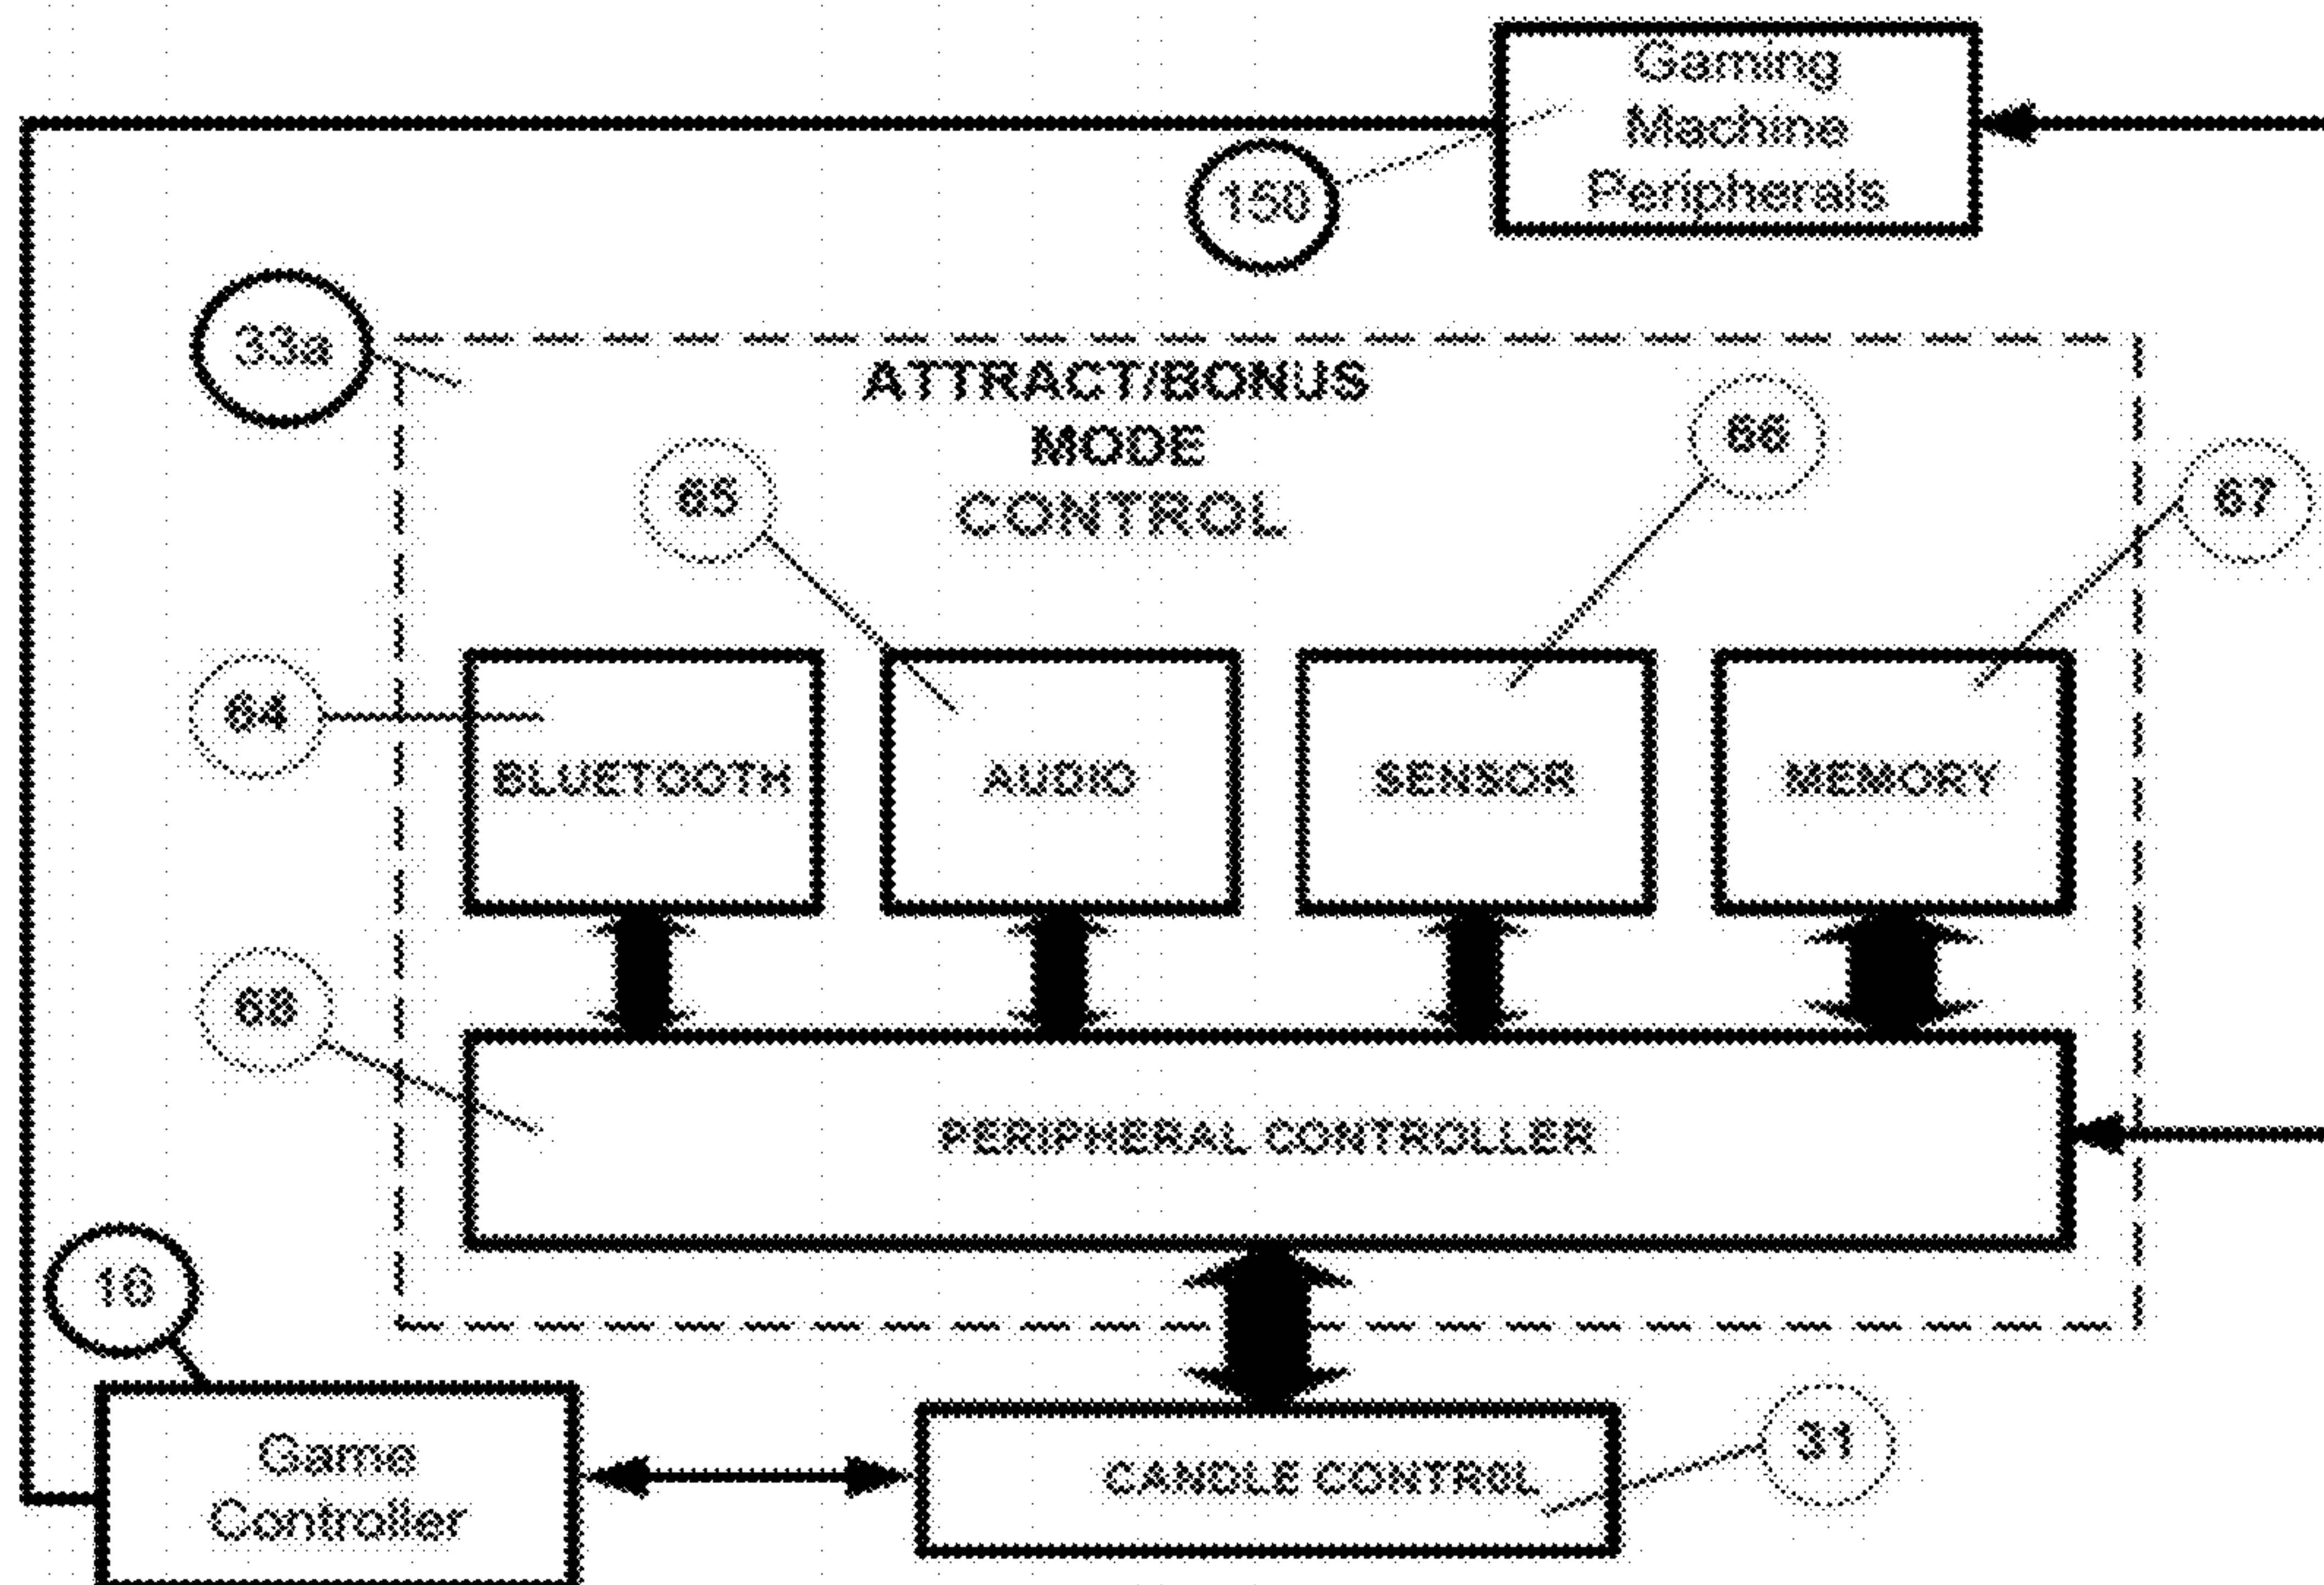 Gaming
Machine
Peripherals
150
33a
ATTRACT/BONUS
MODE
CONTROL
65
66
67
64
BLUETOOTH
AUDIO
SENSOR
MEMORY
68
PERIPHERAL CONTROLLER
16
Game
Controller
CANDLE CONTROL
31